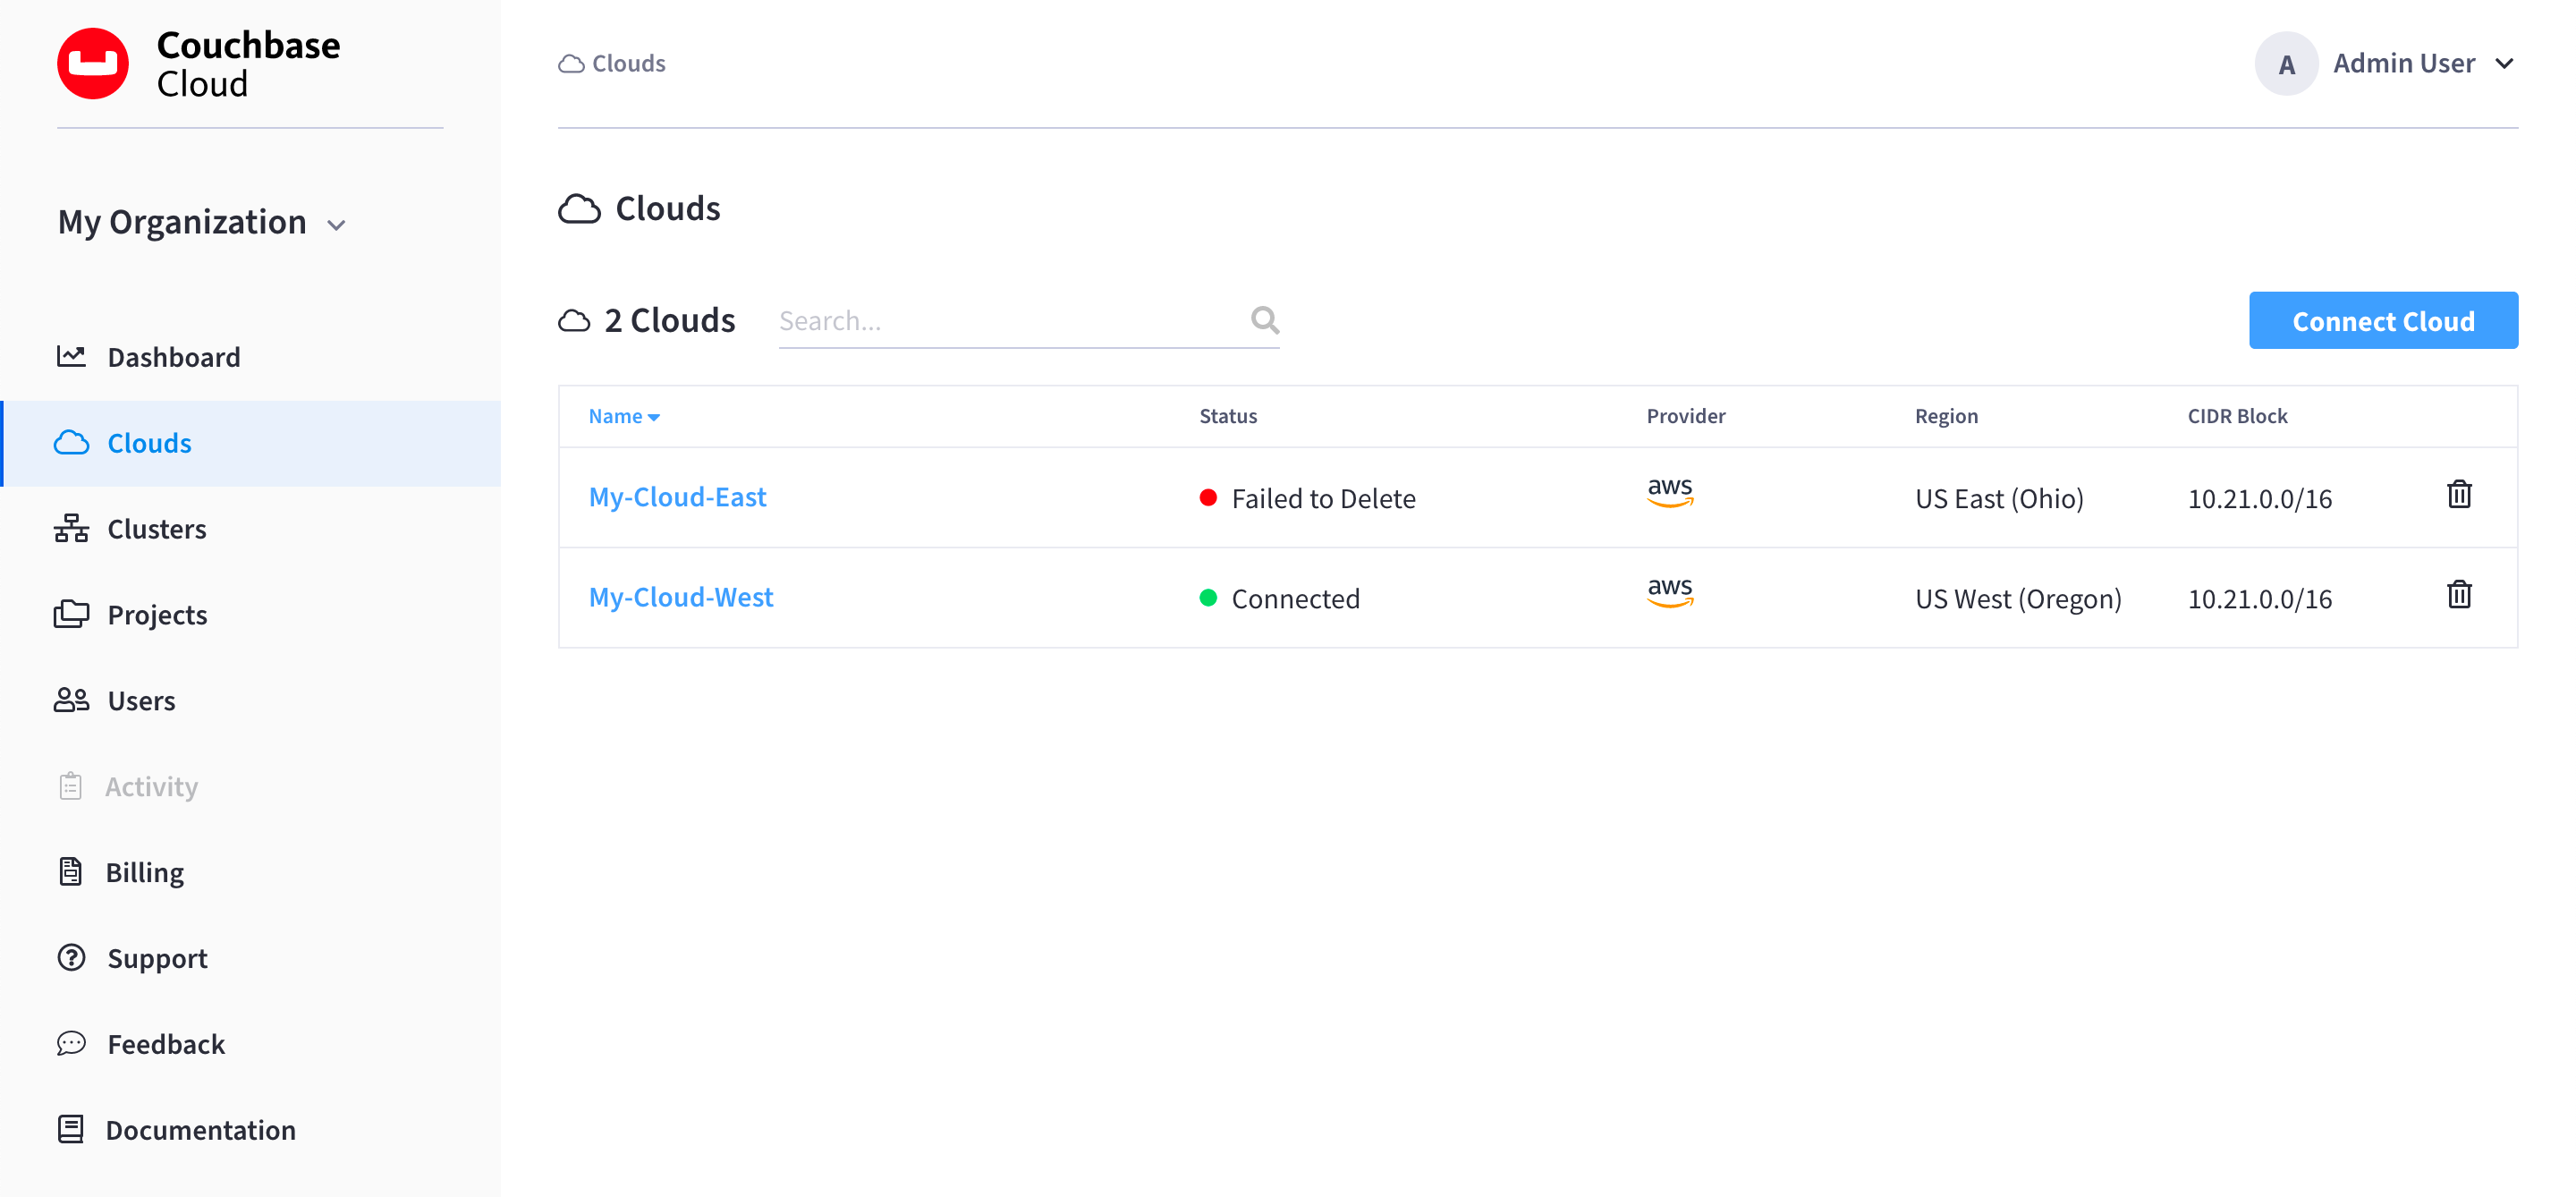 Couchbase
Cloud
My Organization
Dashboard
Clouds
Clusters
Projects
Users
Activity
Billing
Support
Feedback
Documentation
Clouds
A Admin User
Clouds
2 Clouds Search... Connect Cloud
Name Status Provider Region CIDR Block
My-Cloud-East Failed to Delete aws US East (Ohio) 10.21.0.0/16
My-Cloud-West Connected aws US West (Oregon) 10.21.0.0/16